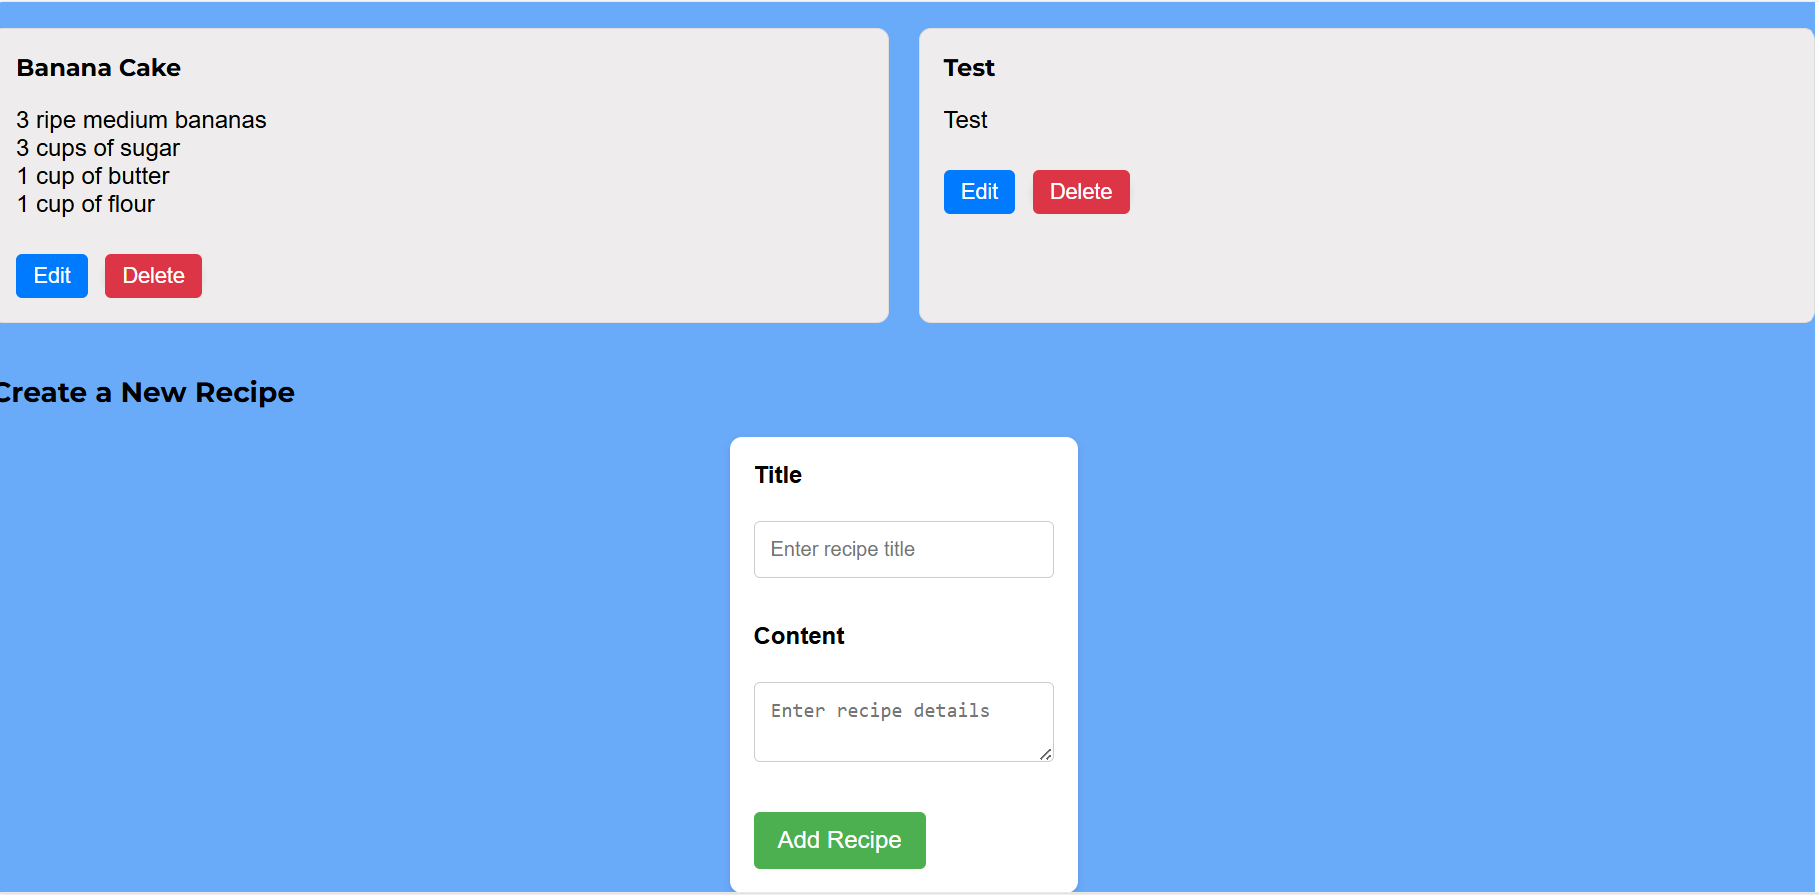 Banana Cake
3 ripe medium bananas
3 cups of sugar
1 cup of butter
1 cup of flour
Edit Delete
Test
Test
Edit Delete
Create a New Recipe
Title
Enter recipe title
Content
Enter recipe details
Add Recipe